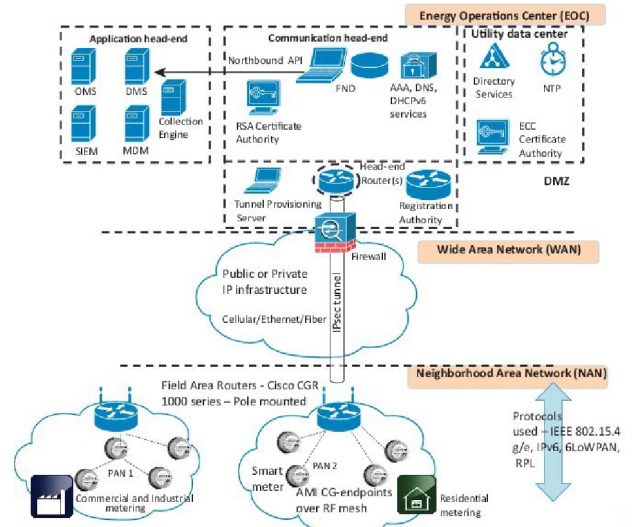 Energy Operations Center (EOC)
Application head-end
Communication head-end
Utility data center
Northbound API
OMS
DMS
FND
AAA, DNS,
DHCPv6
services
Directory
Services
NTP
Collection
Engine
RSA Certificate
Authority
SIEM
MDM
ECC
Certificate
Authority
Head-end
Router(s)
DMZ
Tunnel Provisioning
Server
Registration
Authority
Firewall
Wide Area Network (WAN)
Public or Private
IP infrastructure
Cellular/Ethernet/Fiber
IPsec tunnel
Neighborhood Area Network (NAN)
Field Area Routers - Cisco CGR
1000 series – Pole mounted
Protocols
used – IEEE 802.15.4
g/e, IPv6, 6LoWPAN,
RPL
PAN 1
PAN 2
Smart
meter
Commercial and Industrial
metering
AMI CG-endpoints
over RF mesh
Residential
metering